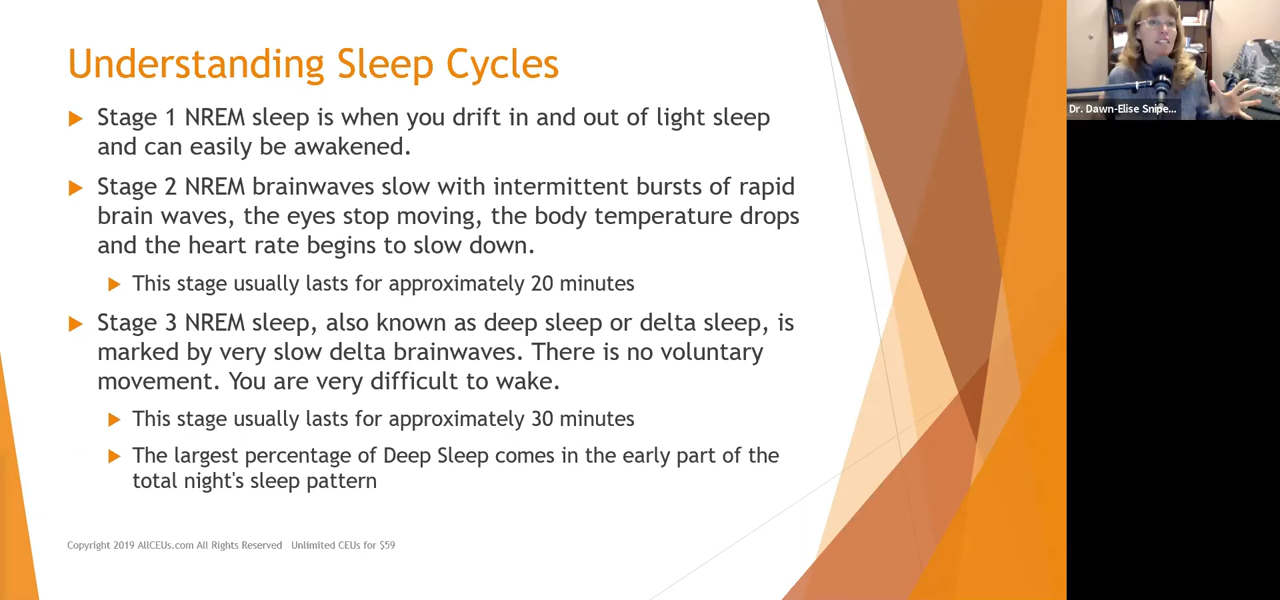 Understanding Sleep Cycles
Stage 1 NREM sleep is when you drift in and out of light sleep
and can easily be awakened.
Stage 2 NREM brainwaves slow with intermittent bursts of rapid
brain waves, the eyes stop moving, the body temperature drops
and the heart rate begins to slow down.
This stage usually lasts for approximately 20 minutes
Stage 3 NREM sleep, also known as deep sleep or delta sleep, is
marked by very slow delta brainwaves. There is no voluntary
movement. You are very difficult to wake.
This stage usually lasts for approximately 30 minutes
The largest percentage of Deep Sleep comes in the early part of the
total night's sleep pattern
Copyright 2019 AllCEUs.com All Rights Reserved Unlimited CEUs for $59
Dr. Dawn-Elise Snipe...